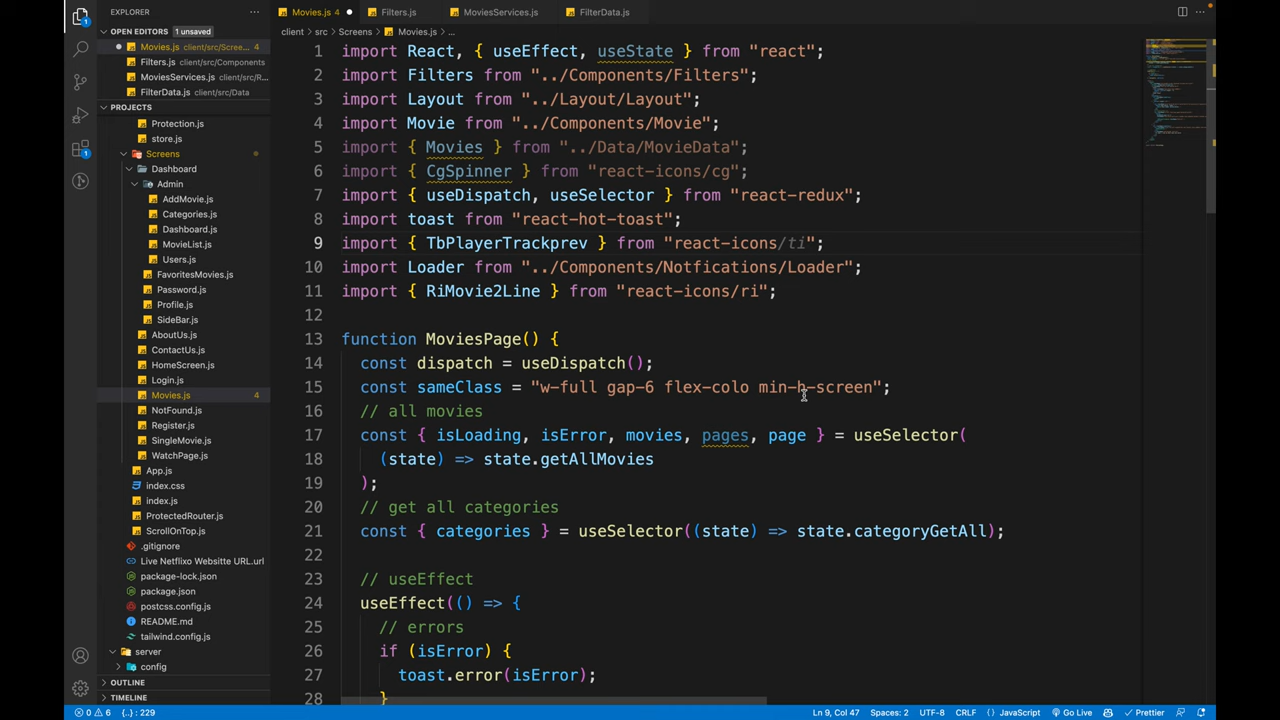 EXPLORER
...
OPEN EDITORS 1 unsaved
Movies.js client/src/Scree... 4
Filters.js client/src/Components
MoviesServices.js client/src/R...
FilterData.js client/src/Data
PROJECTS
Protection.js
store.js
Screens
Dashboard
Admin
AddMovie.js
Categories.js
Dashboard.js
MovieList.js
Users.js
FavoritesMovies.js
Password.js
Profile.js
SideBar.js
AboutUs.js
ContactUs.js
HomeScreen.js
Login.js
Movies.js 4
NotFound.js
Register.js
SingleMovie.js
WatchPage.js
App.js
index.css
index.js
ProtectedRouter.js
ScrollOnTop.js
.gitignore
Live Netflixo Websitte URL.url
package-lock.json
package.json
postcss.config.js
README.md
tailwind.config.js
server
config
OUTLINE
TIMELINE
1
1
Movies.js Filters.js MoviesServices.js FilterData.js
...
client > src > Screens > Movies.js > ...
1 import React, { useEffect, useState } from "react";
2 import Filters from "../Components/Filters";
3 import Layout from "../Layout/Layout";
4 import Movie from "../Components/Movie";
5 import { Movies } from "../Data/MovieData";
6 import { CgSpinner } from "react-icons/cg";
7 import { useDispatch, useSelector } from "react-redux";
8 import toast from "react-hot-toast";
9 import { TbPlayerTrackprev } from "react-icons/ti";
10 import Loader from "../Components/Notfications/Loader";
11 import { RiMovie2Line } from "react-icons/ri";
12
13 function MoviesPage() {
14 const dispatch = useDispatch();
15 const sameClass = "w-full gap-6 flex-colo min-h-screen";
16 // all movies
17 const { isLoading, isError, movies, pages, page } = useSelector(
18 (state) => state.getAllMovies
19 );
20 // get all categories
21 const { categories } = useSelector((state) => state.categoryGetAll);
22
23 // useEffect
24 useEffect(() => {
25 // errors
26 if (isError) {
27 toast.error(isError);
28 }
0 6 {..} : 229
Ln 9, Col 47 Spaces: 2 UTF-8 CRLF {} JavaScript Go Live Prettier